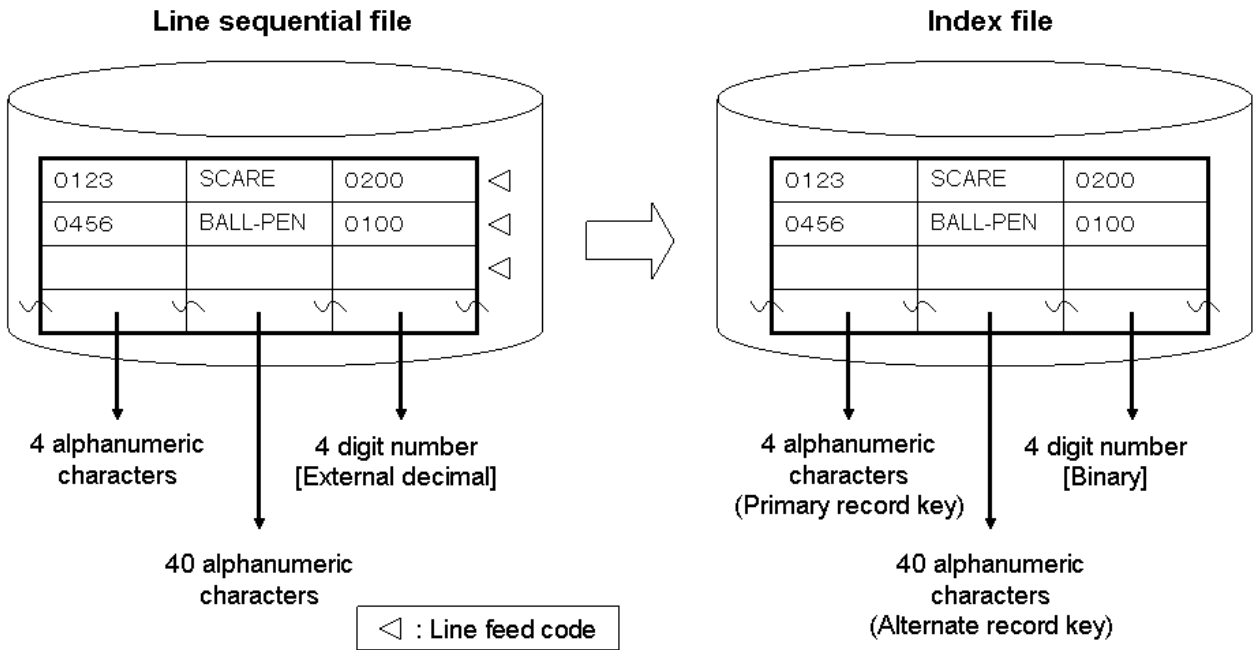 Line sequential file
0123 SCARE 0200
0456 BALL-PEN 0100
4 alphanumeric
characters
4 digit number
[External decimal]
40 alphanumeric
characters
◁ : Line feed code
Index file
0123 SCARE 0200
0456 BALL-PEN 0100
4 alphanumeric
characters
(Primary record key)
4 digit number
[Binary]
40 alphanumeric
characters
(Alternate record key)